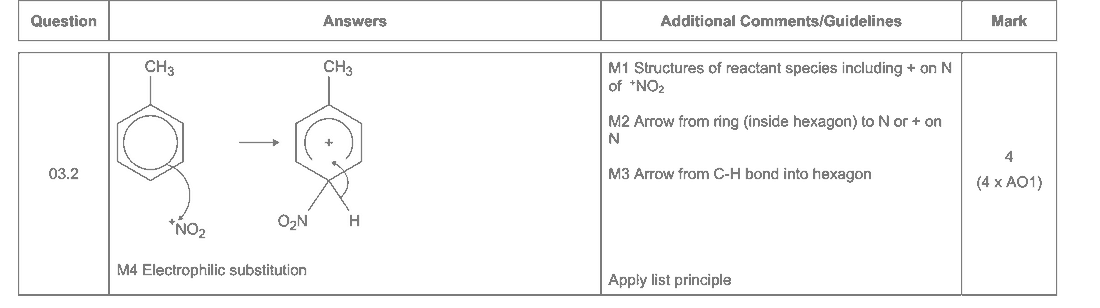 Question Answers Additional Comments/Guidelines Mark
03.2
CH₃ CH₃
+
⁺NO₂
O₂N H
M4 Electrophilic substitution
M1 Structures of reactant species including + on N
of ⁺NO₂
M2 Arrow from ring (inside hexagon) to N or + on
N
M3 Arrow from C-H bond into hexagon
Apply list principle
4
(4 x AO1)